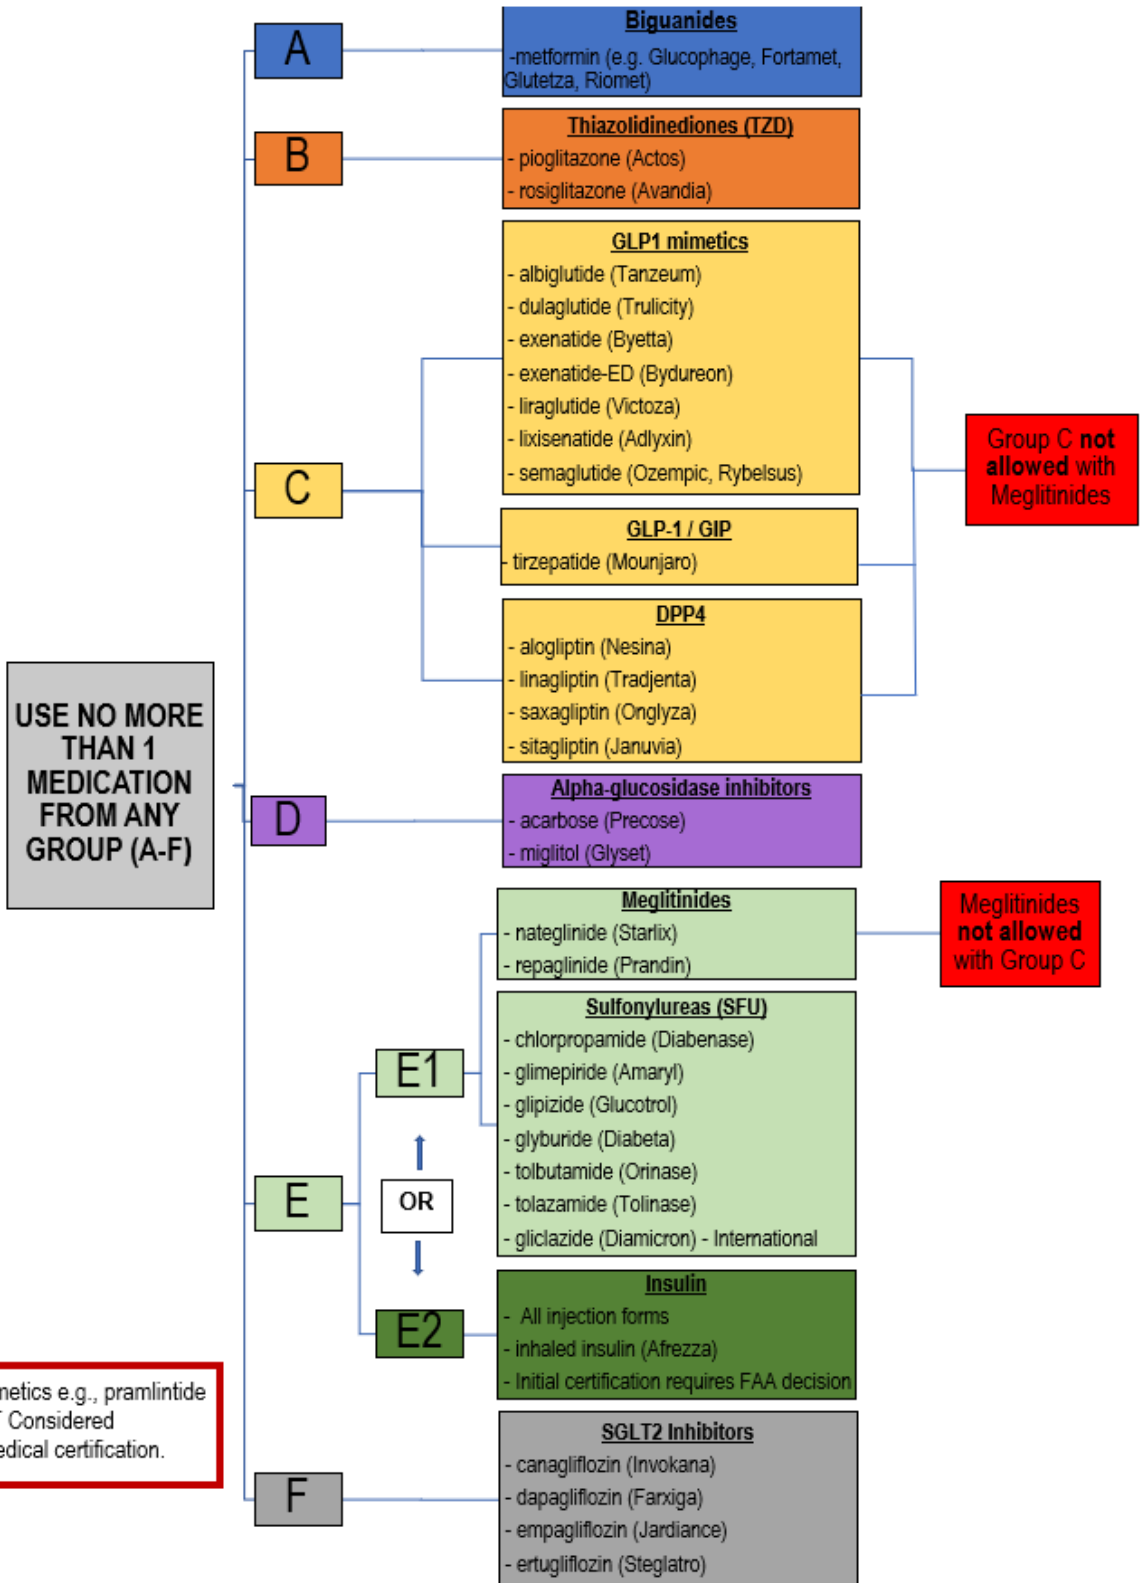 A
Biguanides
-metformin (e.g. Glucophage, Fortamet,
Glutetza, Riomet)
B
Thiazolidinediones (TZD)
- pioglitazone (Actos)
- rosiglitazone (Avandia)
C
GLP1 mimetics
- albiglutide (Tanzeum)
- dulaglutide (Trulicity)
- exenatide (Byetta)
- exenatide-ED (Bydureon)
- liraglutide (Victoza)
- lixisenatide (Adlyxin)
- semaglutide (Ozempic, Rybelsus)
GLP-1 / GIP
- tirzepatide (Mounjaro)
DPP4
- alogliptin (Nesina)
- linagliptin (Tradjenta)
- saxagliptin (Onglyza)
- sitagliptin (Januvia)
Group C not
allowed with
Meglitinides
USE NO MORE
THAN 1
MEDICATION
FROM ANY
GROUP (A-F)
D
Alpha-glucosidase inhibitors
- acarbose (Precose)
- miglitol (Glyset)
E
E1
Meglitinides
- nateglinide (Starlix)
- repaglinide (Prandin)
Meglitinides
not allowed
with Group C
Sulfonylureas (SFU)
- chlorpropamide (Diabenase)
- glimepiride (Amaryl)
- glipizide (Glucotrol)
- glyburide (Diabeta)
- tolbutamide (Orinase)
- tolazamide (Tolinase)
- gliclazide (Diamicron) - International
OR
E2
Insulin
- All injection forms
- inhaled insulin (Afrezza)
- Initial certification requires FAA decision
e.g., pramlintide
Considered
certification.
F
SGLT2 Inhibitors
- canagliflozin (Invokana)
- dapagliflozin (Farxiga)
- empagliflozin (Jardiance)
- ertugliflozin (Steglatro)